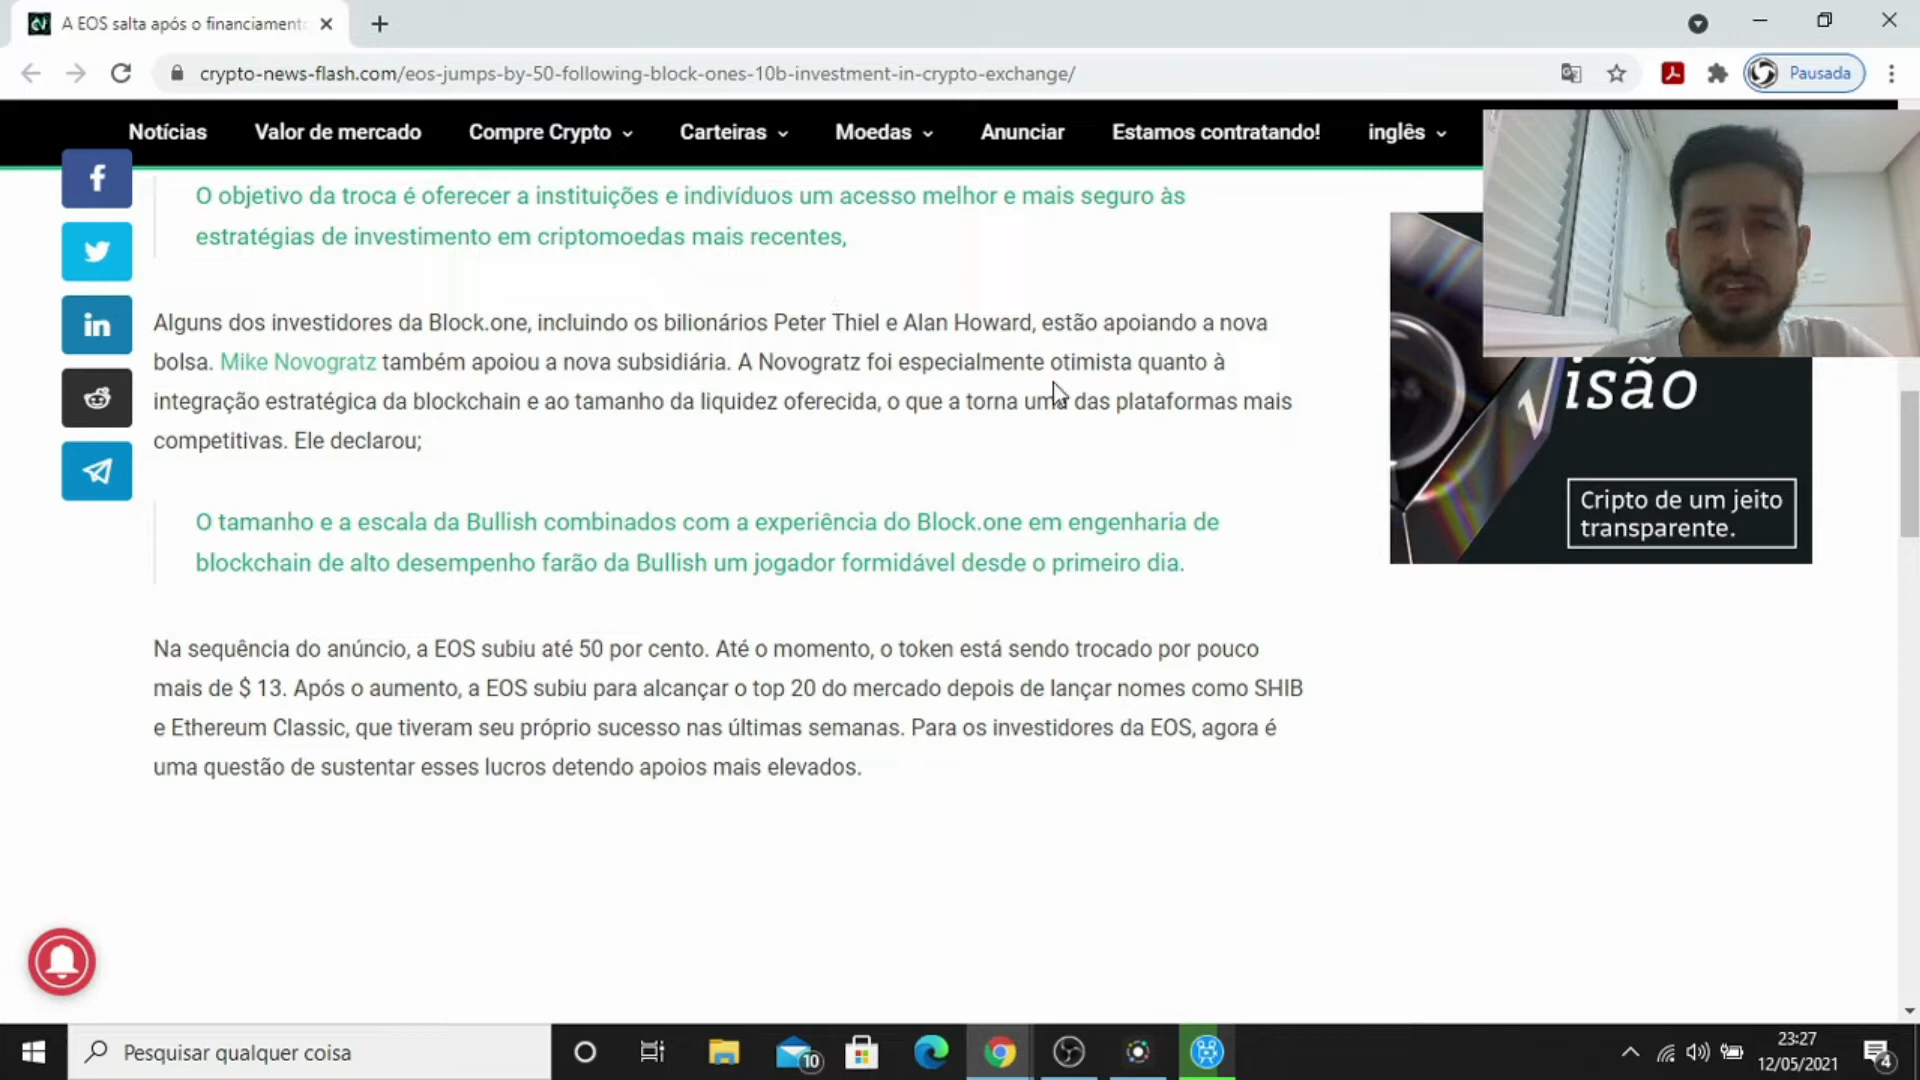 A EOS salta após o financiament
crypto-news-flash.com/eos-jumps-by-50-following-block-ones-10b-investment-in-crypto-exchange/
Pausada
Notícias Valor de mercado Compre Crypto Carteiras Moedas Anunciar Estamos contratando! inglês
O objetivo da troca é oferecer a instituições e indivíduos um acesso melhor e mais seguro às
estratégias de investimento em criptomoedas mais recentes,
Alguns dos investidores da Block.one, incluindo os bilionários Peter Thiel e Alan Howard, estão apoiando a nova
bolsa. Mike Novogratz também apoiou a nova subsidiária. A Novogratz foi especialmente otimista quanto à
integração estratégica da blockchain e ao tamanho da liquidez oferecida, o que a torna uma das plataformas mais
competitivas. Ele declarou;
O tamanho e a escala da Bullish combinados com a experiência do Block.one em engenharia de
blockchain de alto desempenho farão da Bullish um jogador formidável desde o primeiro dia.
Na sequência do anúncio, a EOS subiu até 50 por cento. Até o momento, o token está sendo trocado por pouco
mais de $ 13. Após o aumento, a EOS subiu para alcançar o top 20 do mercado depois de lançar nomes como SHIB
e Ethereum Classic, que tiveram seu próprio sucesso nas últimas semanas. Para os investidores da EOS, agora é
uma questão de sustentar esses lucros detendo apoios mais elevados.
isão
Cripto de um jeito
transparente.
Pesquisar qualquer coisa
10
23:27
12/05/2021
4